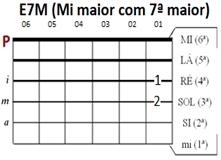 E7M (Mi maior com 7ª maior)
06 05 04 03 02 01
P MI (6ª)
LÁ (5ª)
i 1 RÉ (4ª)
m 2 SOL (3ª)
a SI (2ª)
mi (1ª)